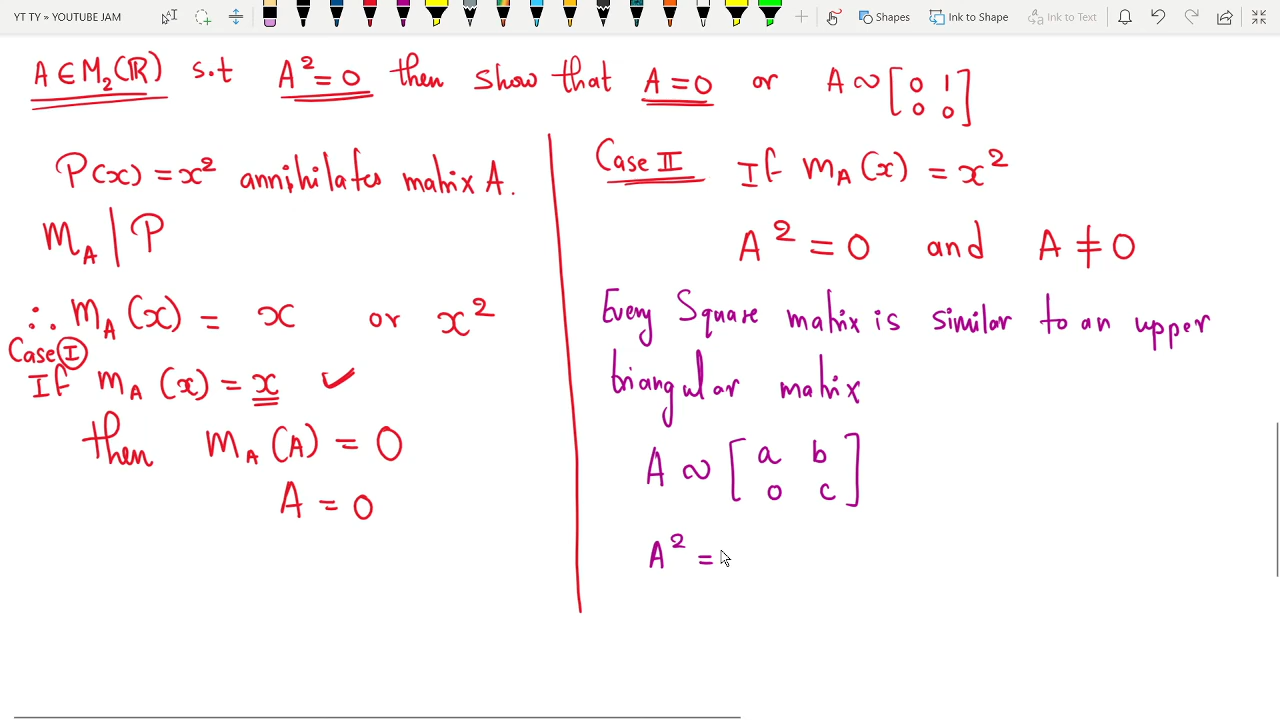 YT TY » YOUTUBE JAM
Shapes
Ink to Shape
Ink to Text
A ∈ M₂(ℝ) s.t A² = 0 then show that A = 0 or A ∼ [0 1
0 0]
P(x) = x² annihilates matrix A.
m_A | P
∴ m_A (x) = x or x²
Case I
If m_A (x) = x ✓
then m_A (A) = 0
A = 0
Case II If m_A (x) = x²
A² = 0 and A ≠ 0
Every Square matrix is similar to an upper
triangular matrix
A ∼ [a b
0 c]
A² =